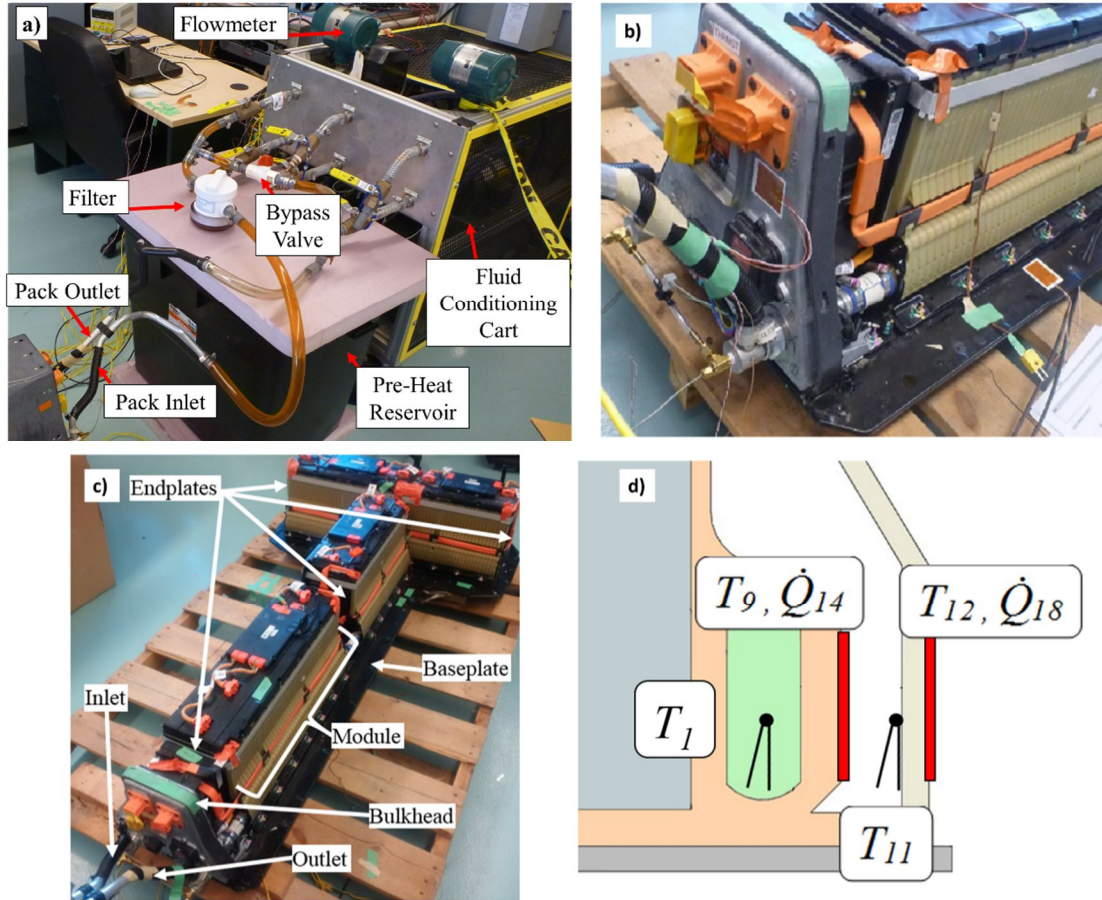 a)
Flowmeter
Filter
Bypass
Valve
Fluid
Conditioning
Cart
Pack Outlet
Pack Inlet
Pre-Heat
Reservoir
b)
c)
Endplates
Baseplate
Inlet
Module
Bulkhead
Outlet
d)
T9 , Q̇14
T12, Q̇18
T1
T11